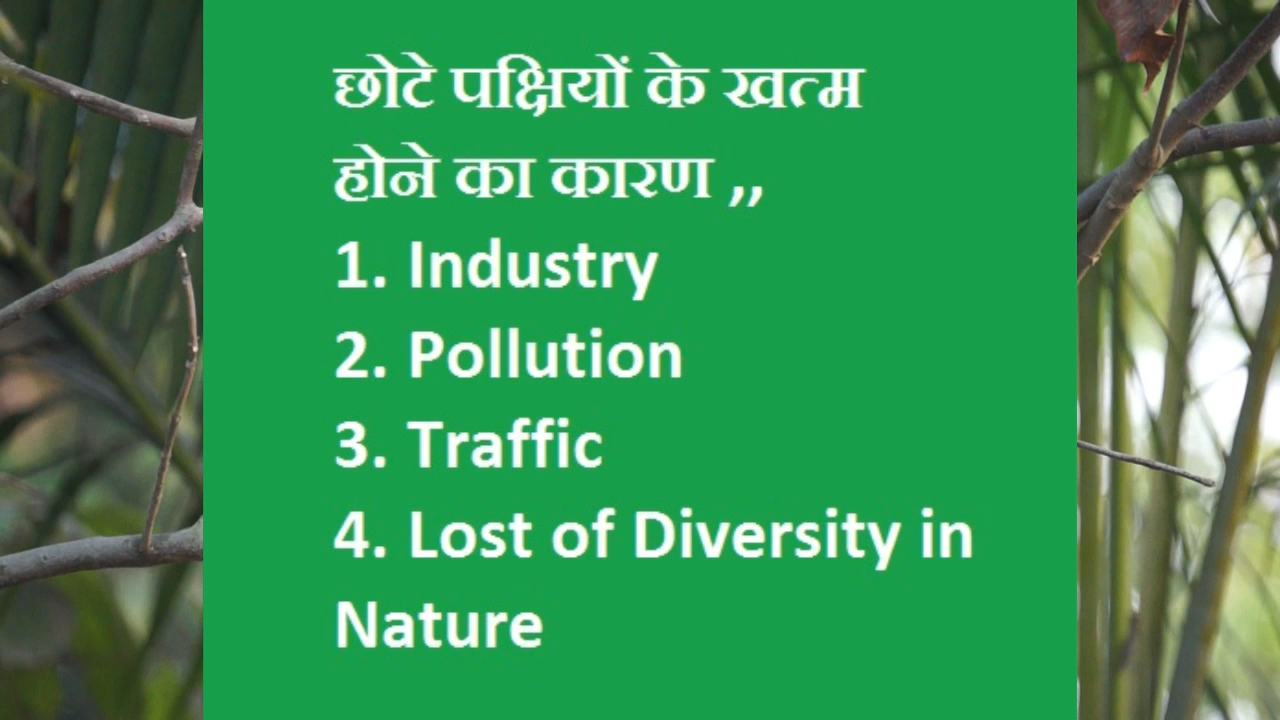 छोटे पक्षियों के खत्म
होने का कारण ,,
1. Industry
2. Pollution
3. Traffic
4. Lost of Diversity in
Nature